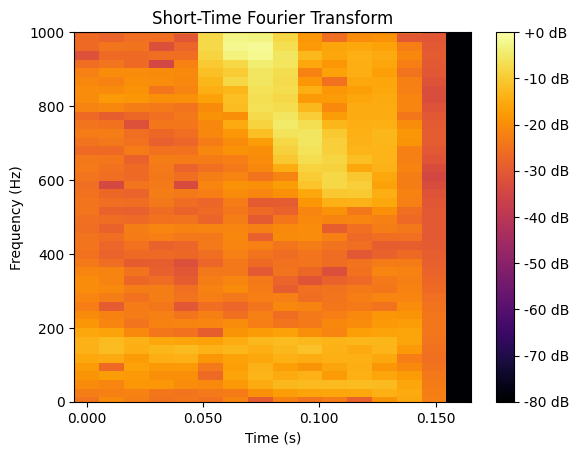 Short-Time Fourier Transform
1000
800
600
400
200
0
Frequency (Hz)
0.000
0.050
0.100
0.150
Time (s)
+0 dB
-10 dB
-20 dB
-30 dB
-40 dB
-50 dB
-60 dB
-70 dB
-80 dB